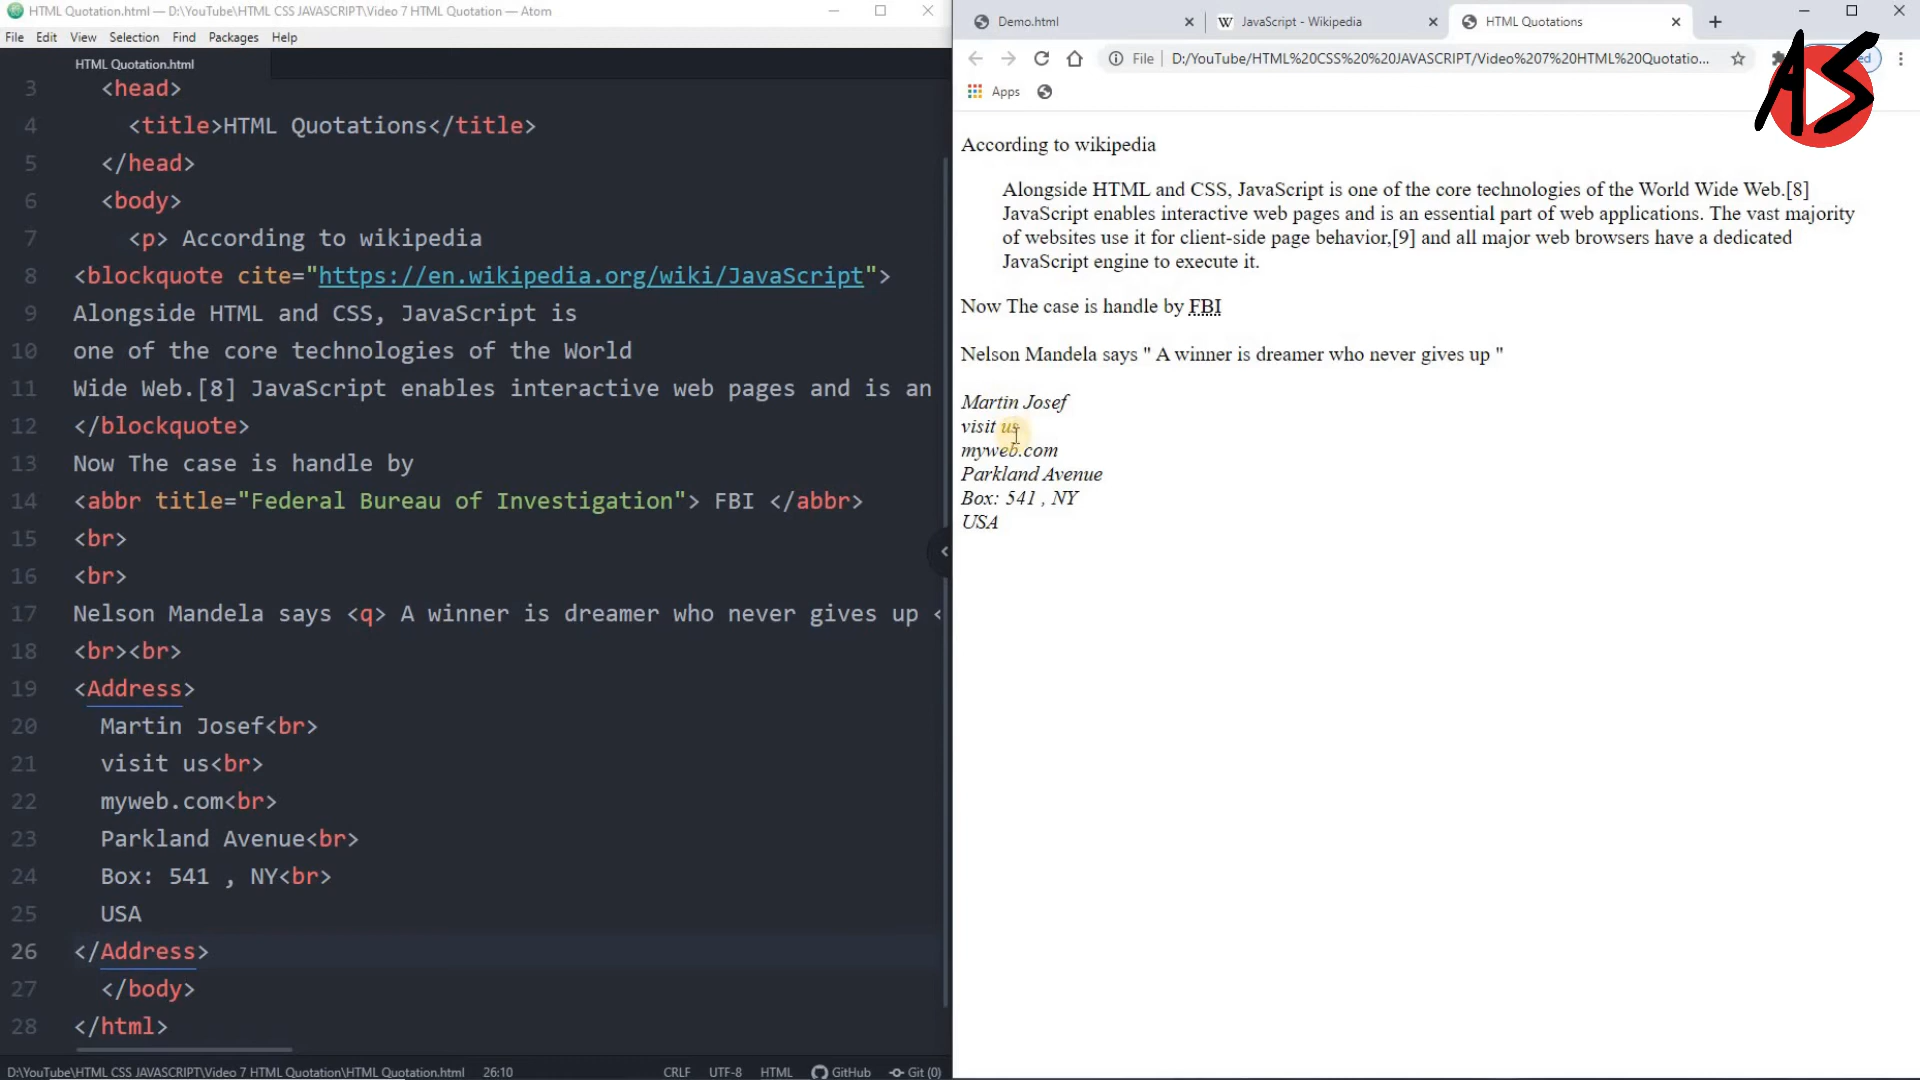 HTML Quotation.html — D:\YouTube\HTML CSS JAVASCRIPT\Video 7 HTML Quotation — Atom
File Edit View Selection Find Packages Help
HTML Quotation.html
3 <head>
4 <title>HTML Quotations</title>
5 </head>
6 <body>
7 <p> According to wikipedia
8 <blockquote cite="https://en.wikipedia.org/wiki/JavaScript">
9 Alongside HTML and CSS, JavaScript is
10 one of the core technologies of the World
11 Wide Web.[8] JavaScript enables interactive web pages and is an
12 </blockquote>
13 Now The case is handle by
14 <abbr title="Federal Bureau of Investigation"> FBI </abbr>
15 <br>
16 <br>
17 Nelson Mandela says <q> A winner is dreamer who never gives up <
18 <br><br>
19 <Address>
20 Martin Josef<br>
21 visit us<br>
22 myweb.com<br>
23 Parkland Avenue<br>
24 Box: 541 , NY<br>
25 USA
26 </Address>
27 </body>
28 </html>
D:\YouTube\HTML CSS JAVASCRIPT\Video 7 HTML Quotation\HTML Quotation.html 26:10 CRLF UTF-8 HTML GitHub Git (0)
Demo.html JavaScript - Wikipedia HTML Quotations
File D:/YouTube/HTML%20CSS%20%20JAVASCRIPT/Video%207%20HTML%20Quotatio...
AS
Apps
According to wikipedia
Alongside HTML and CSS, JavaScript is one of the core technologies of the World Wide Web.[8]
JavaScript enables interactive web pages and is an essential part of web applications. The vast majority
of websites use it for client-side page behavior,[9] and all major web browsers have a dedicated
JavaScript engine to execute it.
Now The case is handle by FBI
Nelson Mandela says " A winner is dreamer who never gives up "
Martin Josef
visit us
myweb.com
Parkland Avenue
Box: 541 , NY
USA